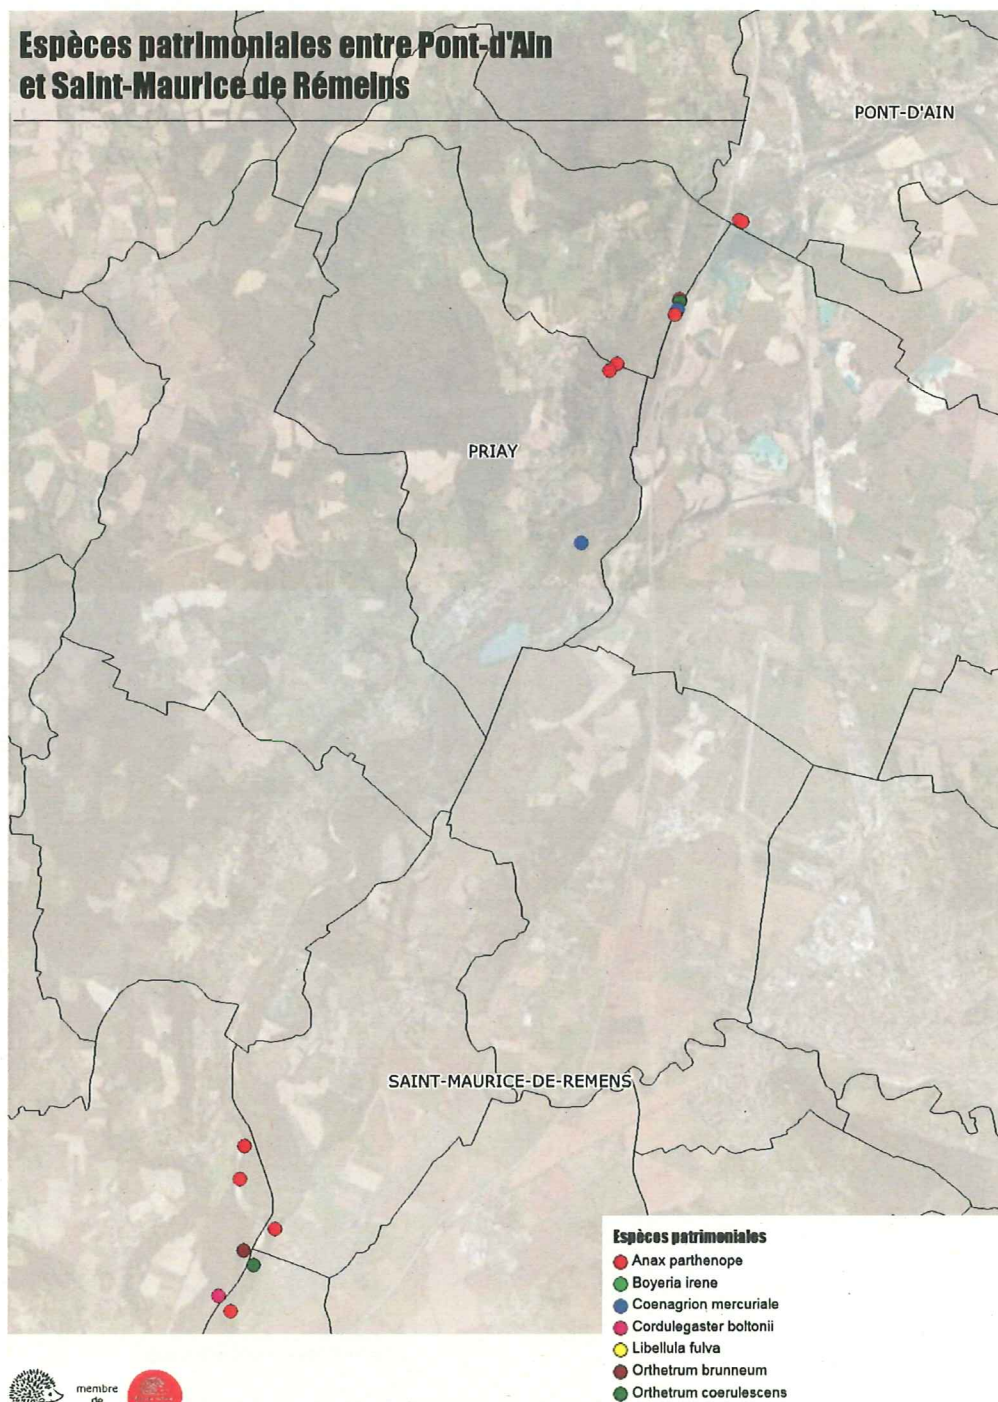 Espèces patrimoniales entre Pont-d'Ain
et Saint-Maurice de Rémeins
PONT-D'AIN
PRIAY
SAINT-MAURICE-DE-REMENS
Espèces patrimoniales
Anax parthenope
Boyeria irene
Coenagrion mercuriale
Cordulegaster boltonii
Libellula fulva
Orthetrum brunneum
Orthetrum coerulescens
membre
de